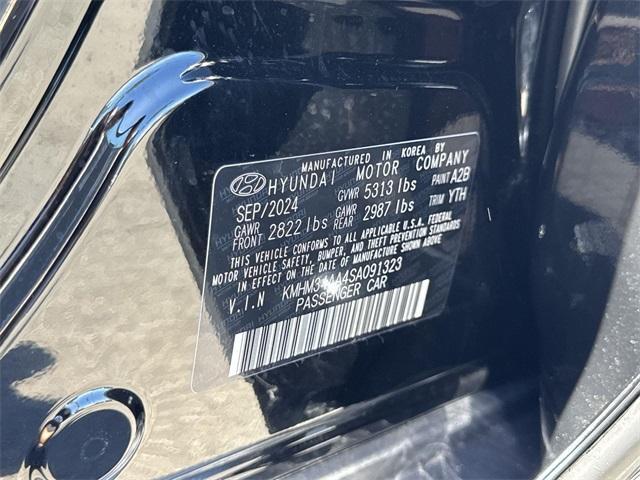 MANUFACTURED IN KOREA BY
HYUNDAI MOTOR COMPANY
SEP/2024 GVWR 5313 lbs PAINT A2B
GAWR FRONT 2822 lbs GAWR REAR 2987 lbs TRIM YTH
THIS VEHICLE CONFORMS TO ALL APPLICABLE U.S.A. FEDERAL
MOTOR VEHICLE SAFETY, BUMPER, AND THEFT PREVENTION STANDARDS
IN EFFECT ON THE DATE OF MANUFACTURE SHOWN ABOVE
V.I.N
PASSENGER CAR